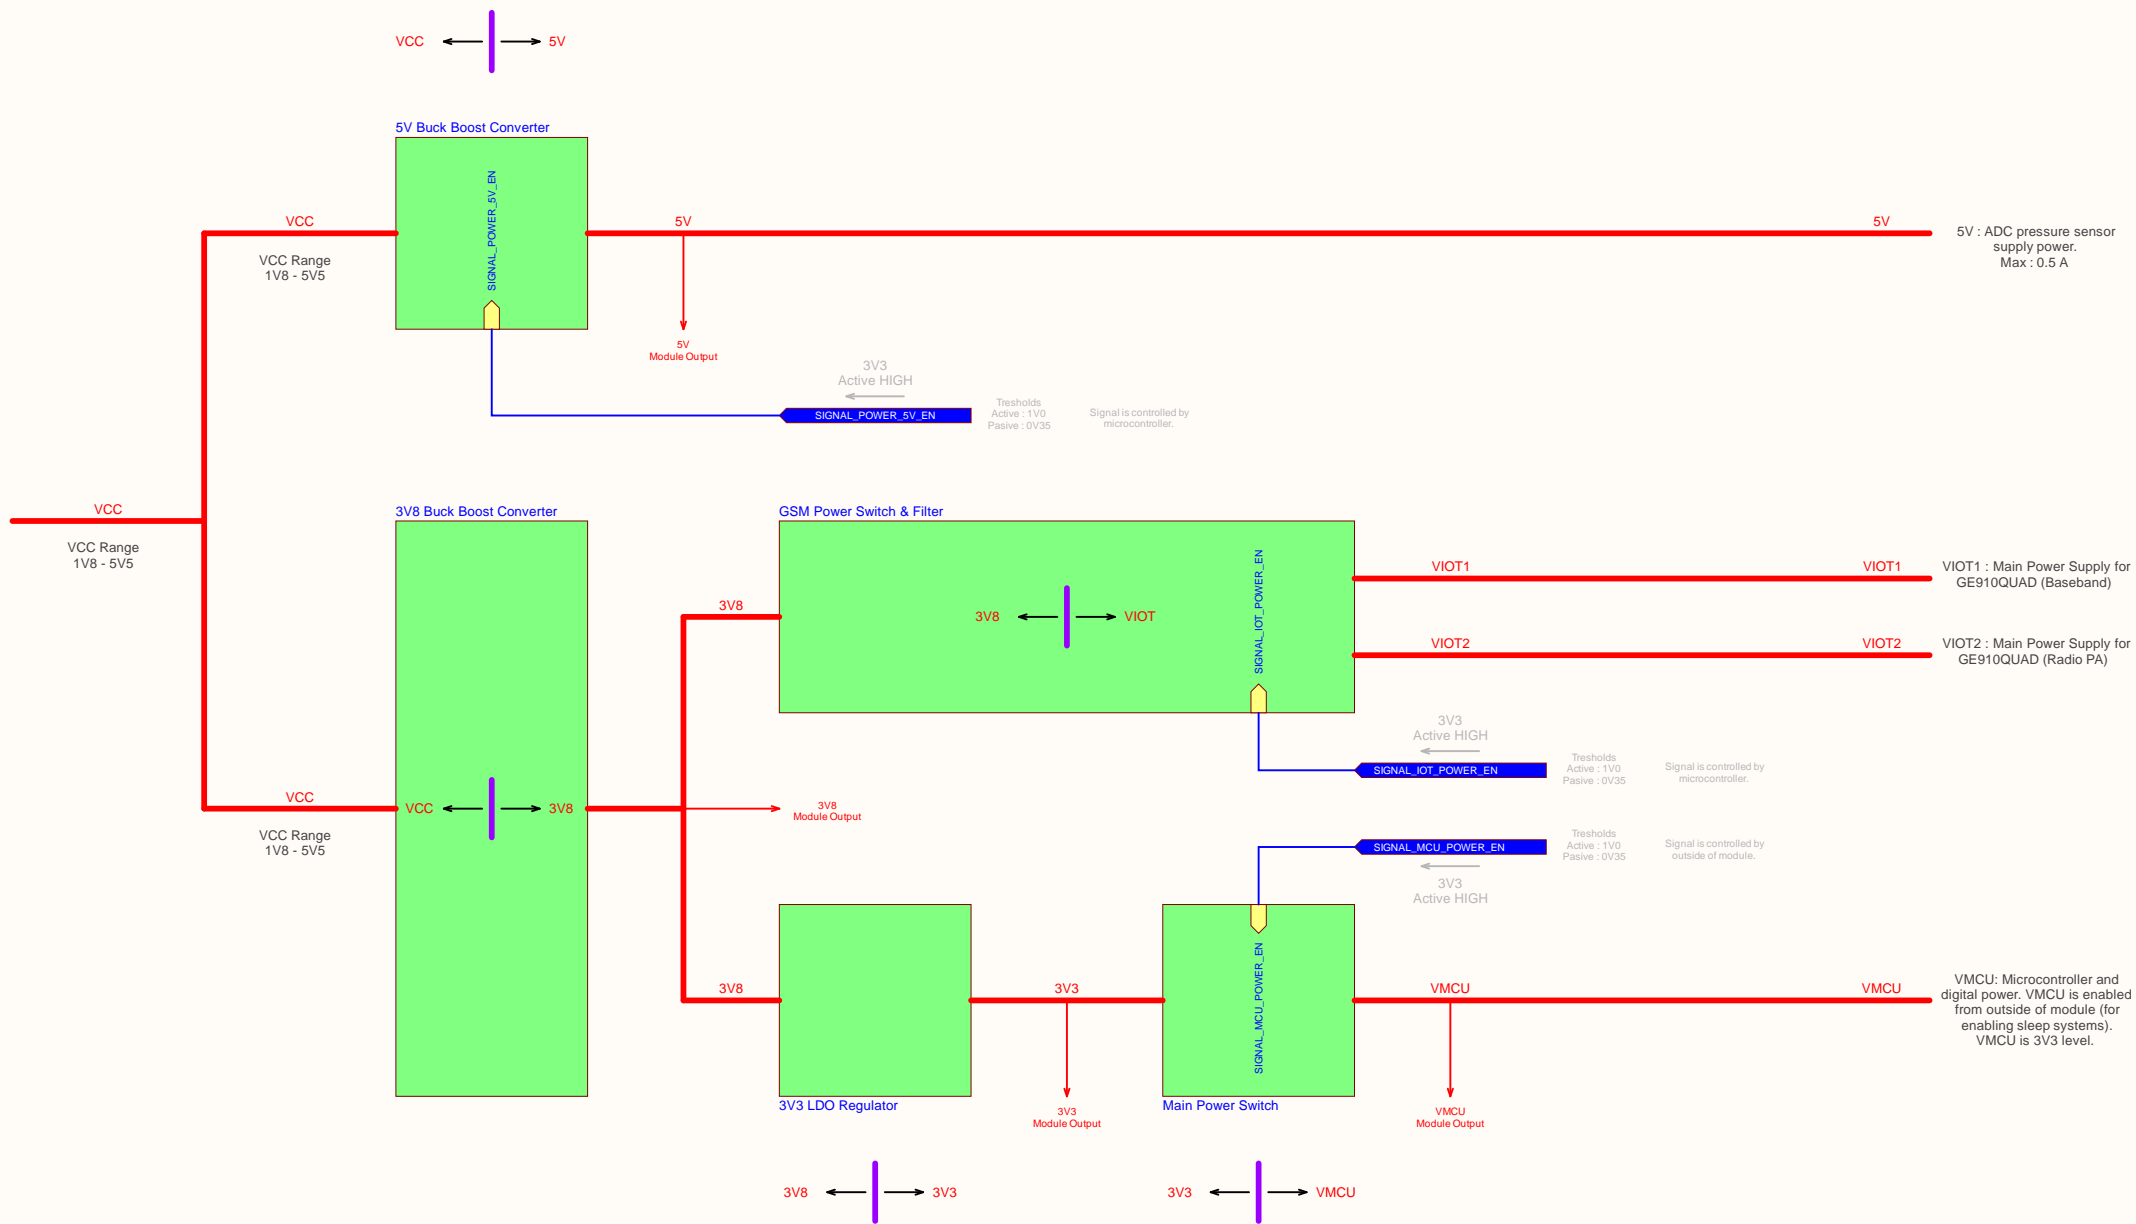 VCC
5V
5V Buck Boost Converter
SIGNAL_POWER_5V_EN
VCC
VCC Range
1V8 - 5V5
5V
5V
5V : ADC pressure sensor
supply power.
Max : 0.5 A
5V
Module Output
3V3
Active HIGH
SIGNAL_POWER_5V_EN
Tresholds
Active : 1V0
Pasive : 0V35
Signal is controlled by
microcontroller.
VCC
VCC Range
1V8 - 5V5
3V8 Buck Boost Converter
VCC
3V8
VCC
VCC Range
1V8 - 5V5
GSM Power Switch & Filter
3V8
3V8
VIOT
SIGNAL_IOT_POWER_EN
VIOT1
VIOT1
VIOT1 : Main Power Supply for
GE910QUAD (Baseband)
VIOT2
VIOT2
VIOT2 : Main Power Supply for
GE910QUAD (Radio PA)
3V3
Active HIGH
SIGNAL_IOT_POWER_EN
Tresholds
Active : 1V0
Pasive : 0V35
Signal is controlled by
microcontroller.
3V8
Module Output
SIGNAL_MCU_POWER_EN
Tresholds
Active : 1V0
Pasive : 0V35
Signal is controlled by
outside of module.
3V3
Active HIGH
3V8
3V3
SIGNAL_MCU_POWER_EN
VMCU
VMCU
VMCU: Microcontroller and
digital power. VMCU is enabled
from outside of module (for
enabling sleep systems).
VMCU is 3V3 level.
3V3 LDO Regulator
3V3
Module Output
Main Power Switch
VMCU
Module Output
3V8
3V3
3V3
VMCU